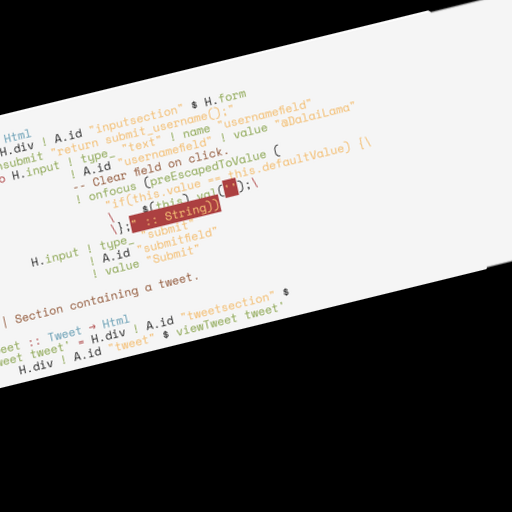 Html
H.div ! A.id "inputsection" $ H.form
nsubmit "return submit_username();"
o H.input ! type_ "text" ! name "usernamefield"
! A.id "usernamefield" ! value "@DalaiLama"
-- Clear field on click.
! onfocus (preEscapedToValue (
"if(this.value == this.defaultValue) {\
\ $(this).val('');\
\};" :: String))
H.input ! type_ "submit"
! A.id "submitfield"
! value "Submit"
| Section containing a tweet.
eet :: Tweet → Html
weet tweet' = H.div ! A.id "tweetsection" $
H.div ! A.id "tweet" $ viewTweet tweet'